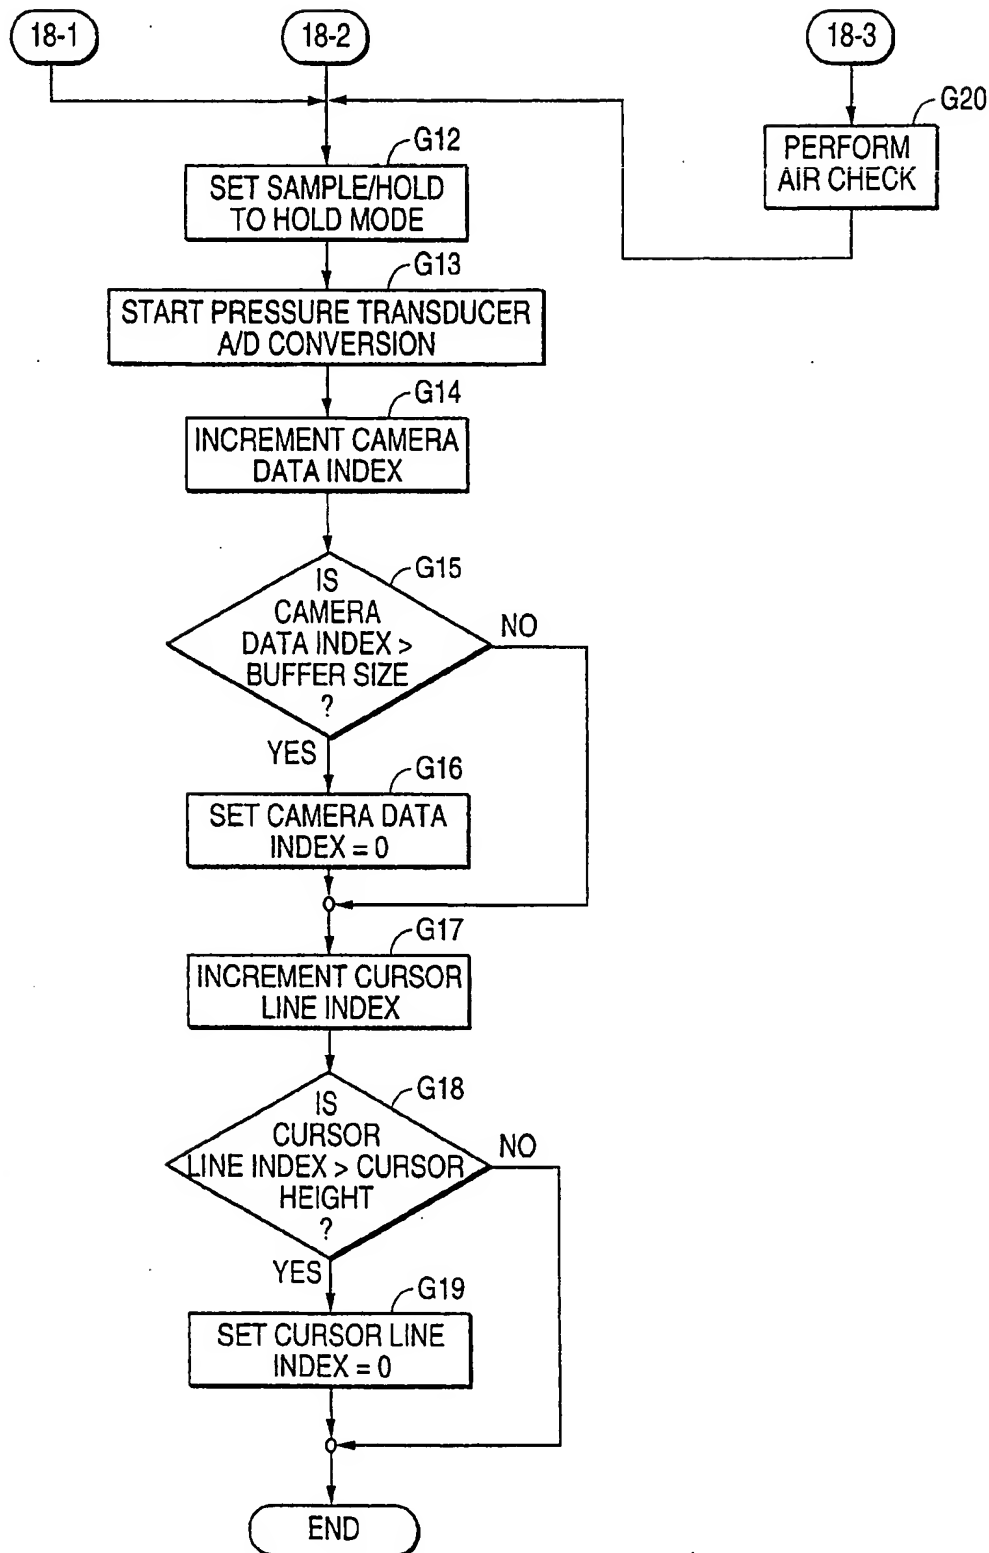 18-1
18-2
18-3
G20
PERFORM
AIR CHECK
G12
SET SAMPLE/HOLD
TO HOLD MODE
G13
START PRESSURE TRANSDUCER
A/D CONVERSION
G14
INCREMENT CAMERA
DATA INDEX
G15
IS
CAMERA
DATA INDEX >
BUFFER SIZE
?
NO
YES
G16
SET CAMERA DATA
INDEX = 0
G17
INCREMENT CURSOR
LINE INDEX
G18
IS
CURSOR
LINE INDEX > CURSOR
HEIGHT
?
NO
YES
G19
SET CURSOR LINE
INDEX = 0
END